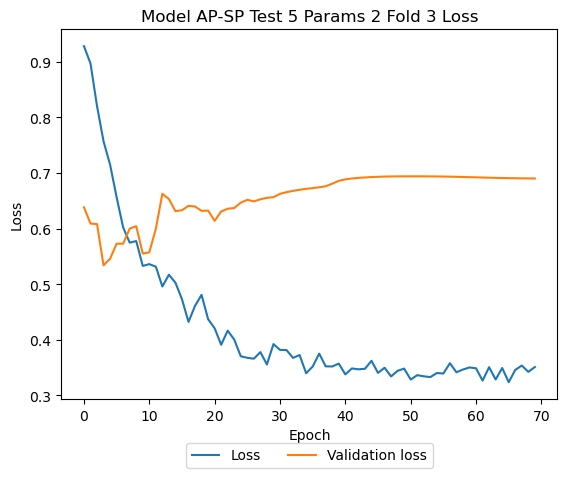 Model AP-SP Test 5 Params 2 Fold 3 Loss
Loss
0.9
0.8
0.7
0.6
0.5
0.4
0.3
0 10 20 30 40 50 60 70
Epoch
Loss Validation loss